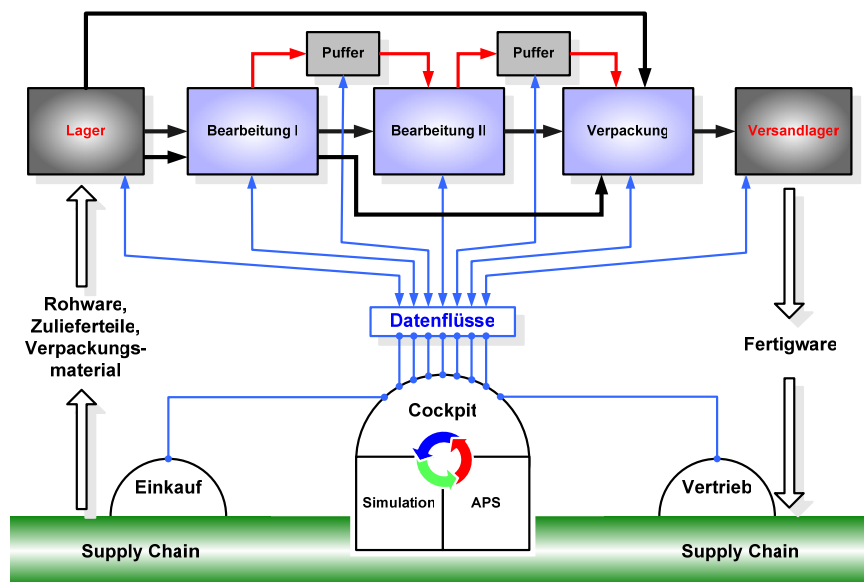 Puffer
Puffer
Lager
Bearbeitung I
Bearbeitung II
Verpackung
Versandlager
Rohware,
Zulieferteile,
Verpackungs-
material
Datenflüsse
Fertigware
Cockpit
Einkauf
Simulation
APS
Vertrieb
Supply Chain
Supply Chain